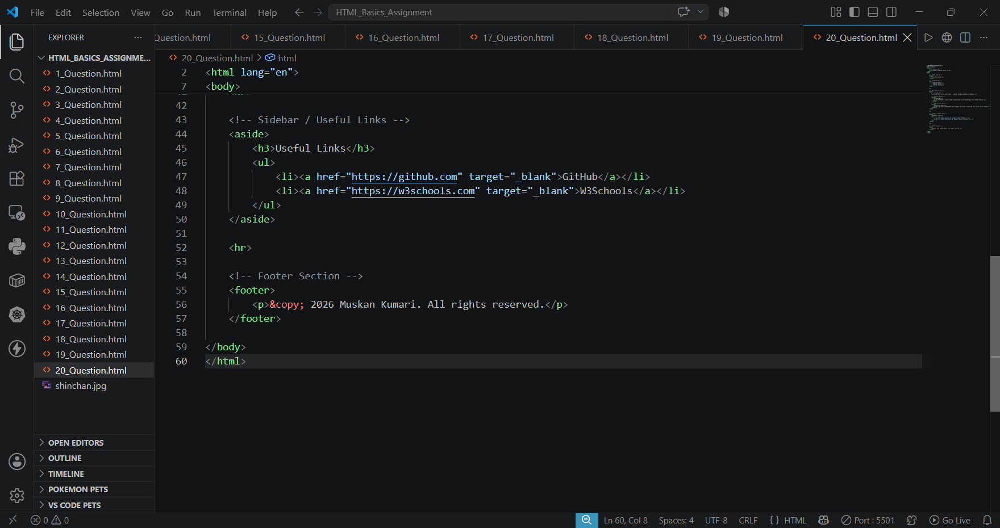 File Edit Selection View Go Run Terminal Help
HTML_Basics_Assignment
EXPLORER
HTML_BASICS_ASSIGNME...
1_Question.html
2_Question.html
3_Question.html
4_Question.html
5_Question.html
6_Question.html
7_Question.html
8_Question.html
9_Question.html
10_Question.html
11_Question.html
12_Question.html
13_Question.html
14_Question.html
15_Question.html
16_Question.html
17_Question.html
18_Question.html
19_Question.html
20_Question.html
shinchan.jpg
OPEN EDITORS
OUTLINE
TIMELINE
POKEMON PETS
VS CODE PETS
Question.html 15_Question.html 16_Question.html 17_Question.html 18_Question.html 19_Question.html 20_Question.html
20_Question.html > html
2 <html lang="en">
7 <body>
42
43 <!-- Sidebar / Useful Links -->
44 <aside>
45 <h3>Useful Links</h3>
46 <ul>
47 <li><a href="https://github.com" target="_blank">GitHub</a></li>
48 <li><a href="https://w3schools.com" target="_blank">W3Schools</a></li>
49 </ul>
50 </aside>
51
52 <hr>
53
54 <!-- Footer Section -->
55 <footer>
56 <p>&copy; 2026 Muskan Kumari. All rights reserved.</p>
57 </footer>
58
59 </body>
60 </html>
0 0 Ln 60, Col 8 Spaces: 4 UTF-8 CRLF { } HTML Port : 5501 Go Live